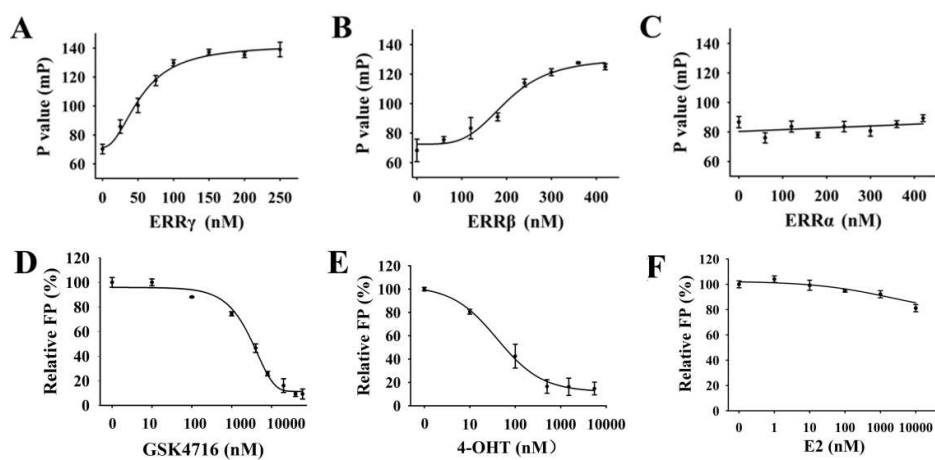 A
P value (mP)
140
120
100
80
60
0 50 100 150 200 250
ERRγ (nM)
B
P value (mP)
140
120
100
80
60
0 100 200 300 400
ERRβ (nM)
C
P value (mP)
140
120
100
80
60
0 100 200 300 400
ERRα (nM)
D
Relative FP (%)
120
100
80
60
40
20
0
0 10 100 1000 10000
GSK4716 (nM)
E
Relative FP (%)
120
100
80
60
40
20
0
0 10 100 1000 10000
4-OHT (nM）
F
Relative FP (%)
120
100
80
60
40
20
0
0 1 10 100 1000 10000
E2 (nM)